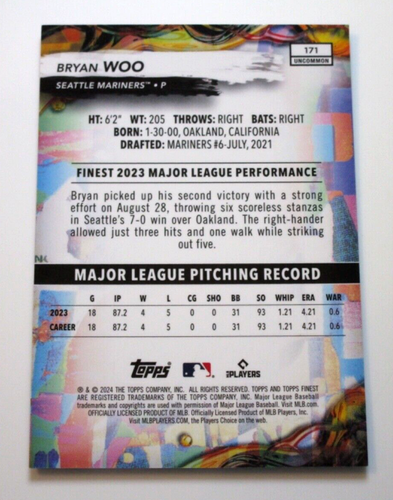 171
UNCOMMON
BRYAN WOO
SEATTLE MARINERS™ • P
HT: 6'2" WT: 205 THROWS: RIGHT BATS: RIGHT
BORN: 1-30-00, OAKLAND, CALIFORNIA
DRAFTED: MARINERS #6-JULY, 2021
FINEST 2023 MAJOR LEAGUE PERFORMANCE
Bryan picked up his second victory with a strong
effort on August 28, throwing six scoreless stanzas
in Seattle's 7-0 win over Oakland. The right-hander
allowed just three hits and one walk while striking
out five.
MAJOR LEAGUE PITCHING RECORD
G IP W L CG SHO BB SO WHIP ERA WAR
2023 18 87.2 4 5 0 0 31 93 1.21 4.21 0.6
CAREER 18 87.2 4 5 0 0 31 93 1.21 4.21 0.6
Topps PLAYERS
® & © 2024 THE TOPPS COMPANY, INC. ALL RIGHTS RESERVED. TOPPS AND TOPPS FINEST
ARE REGISTERED TRADEMARKS OF THE TOPPS COMPANY, INC. Major League Baseball
trademarks and copyrights are used with permission of Major League Baseball. Visit MLB.com.
OFFICIALLY LICENSED PRODUCT OF MLB. Officially Licensed Product of MLB Players, Inc.
Visit MLBPLAYERS.com, the Players Choice on the web.